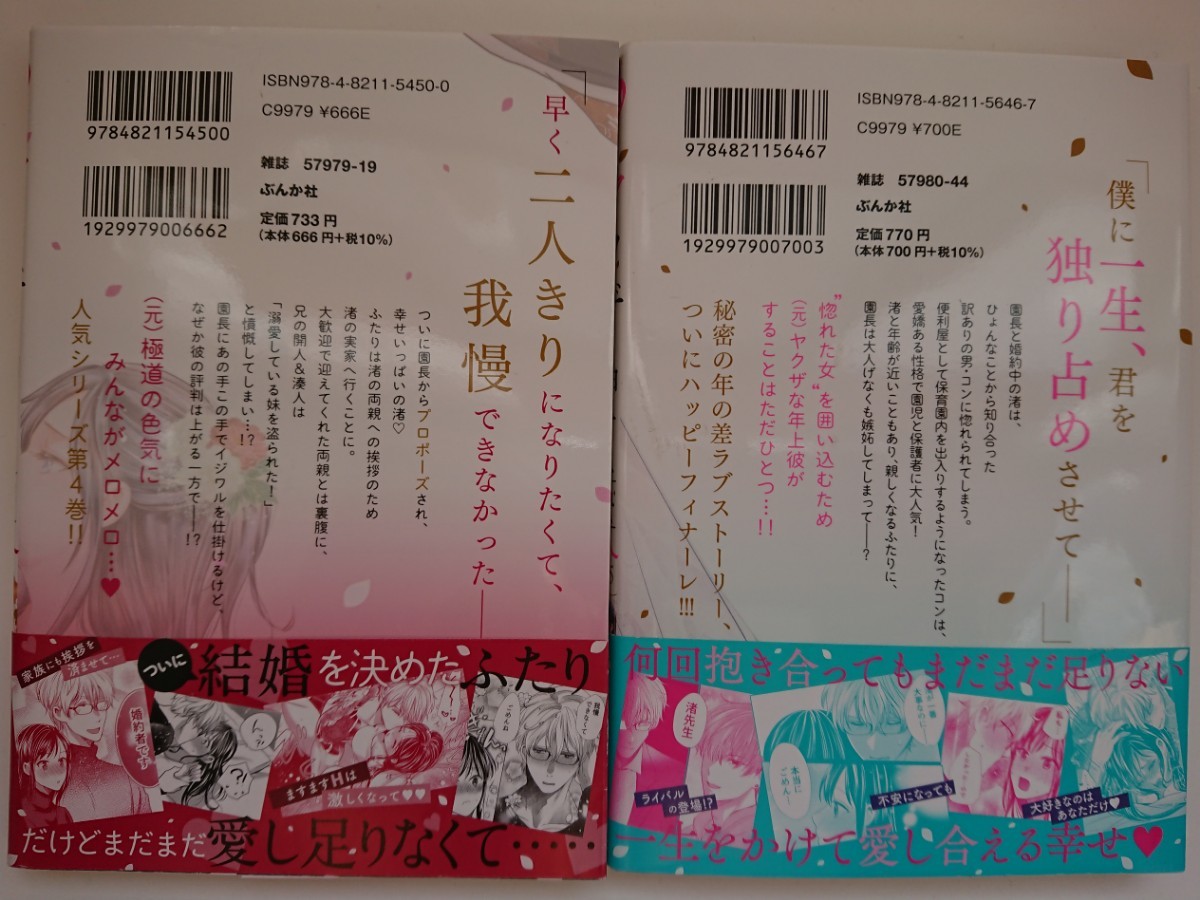 ISBN978-4-8211-5450-0
C9979 ¥666E
9784821154500
雑誌 57979-19
ぶんか社
定価733円
(本体666円+税10%)
1929979006662
「早く二人きりになりたくて、
我慢できなかった――
ついに園長からプロポーズされ、
幸せいっぱいの渚♡
ふたりは渚の両親への挨拶のため
渚の実家へ行くことに。
大歓迎で迎えてくれた両親とは裏腹に、
兄の開人&湊人は
「溺愛している妹を盗られた!」
と憤慨してしまい…!?
園長にあの手この手でイジワルを仕掛けるけど、
なぜか彼の評判は上がる一方で――!?
(元)極道の色気に
みんながメロメロ…♥
人気シリーズ第4巻!!
家族にも挨拶を
済ませて…
ついに
結婚を決めたふたり
婚約者です
我慢
できなくて
ごめんね
ますますHは
激しくなって♥♥
だけどまだまだ愛し足りなくて……
ISBN978-4-8211-5646-7
C9979 ¥700E
9784821156467
雑誌 57980-44
ぶんか社
定価770円
(本体700円+税10%)
1929979007003
「僕に一生、君を
独り占めさせて――」
園長と婚約中の渚は、
ひょんなことから知り合った
訳ありの男・コンに惚れられてしまう。
便利屋として保育園内を出入りするようになったコンは、
愛嬌ある性格で園児と保護者に大人気!
渚と年齢が近いこともあり、親しくなるふたりに、
園長は大人げなくも嫉妬してしまって――?
“惚れた女”を囲い込むため
(元)ヤクザな年上彼が
することはただひとつ…!!
秘密の年の差ラブストーリー、
ついにハッピーフィナーレ!!!
何回抱き合ってもまだまだ足りない
渚先生
ライバルの登場!?
本当に
ごめん…
不安になっても
大好きなのは
あなただけ♥
一生をかけて愛し合える幸せ♥